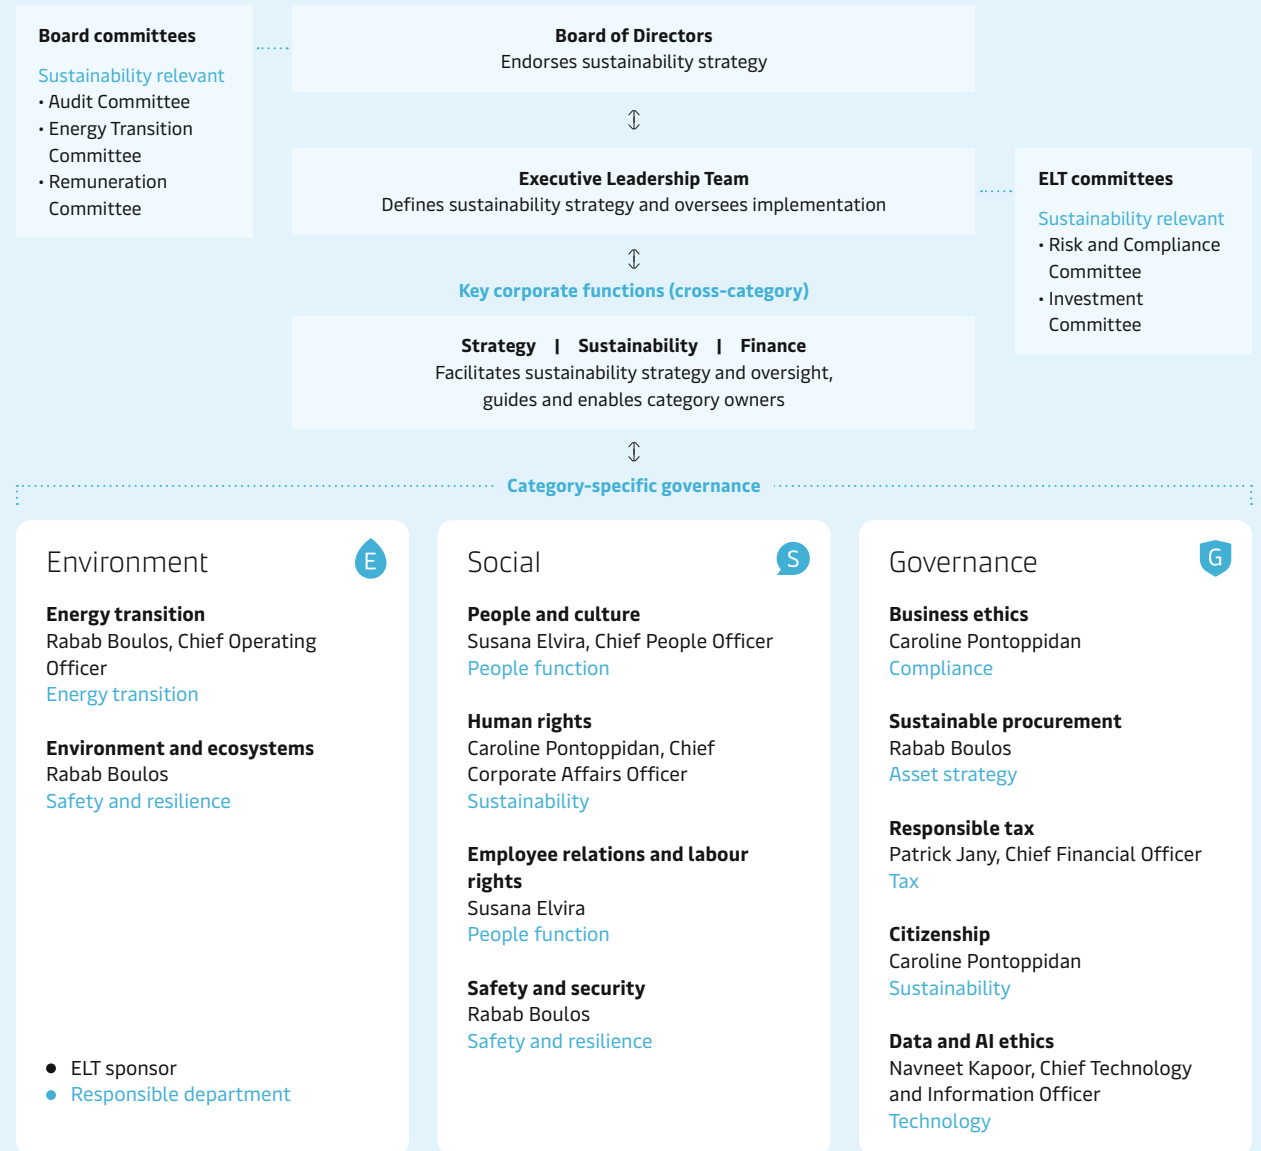 Board committees
Sustainability relevant
• Audit Committee
• Energy Transition
Committee
• Remuneration
Committee
Board of Directors
Endorses sustainability strategy
Executive Leadership Team
Defines sustainability strategy and oversees implementation
ELT committees
Sustainability relevant
• Risk and Compliance
Committee
• Investment
Committee
Key corporate functions (cross-category)
Strategy | Sustainability | Finance
Facilitates sustainability strategy and oversight,
guides and enables category owners
Category-specific governance
Environment
E
Energy transition
Rabab Boulos, Chief Operating
Officer
Energy transition
Environment and ecosystems
Rabab Boulos
Safety and resilience
• ELT sponsor
• Responsible department
Social
S
People and culture
Susana Elvira, Chief People Officer
People function
Human rights
Caroline Pontoppidan, Chief
Corporate Affairs Officer
Sustainability
Employee relations and labour
rights
Susana Elvira
People function
Safety and security
Rabab Boulos
Safety and resilience
Governance
G
Business ethics
Caroline Pontoppidan
Compliance
Sustainable procurement
Rabab Boulos
Asset strategy
Responsible tax
Patrick Jany, Chief Financial Officer
Tax
Citizenship
Caroline Pontoppidan
Sustainability
Data and AI ethics
Navneet Kapoor, Chief Technology
and Information Officer
Technology